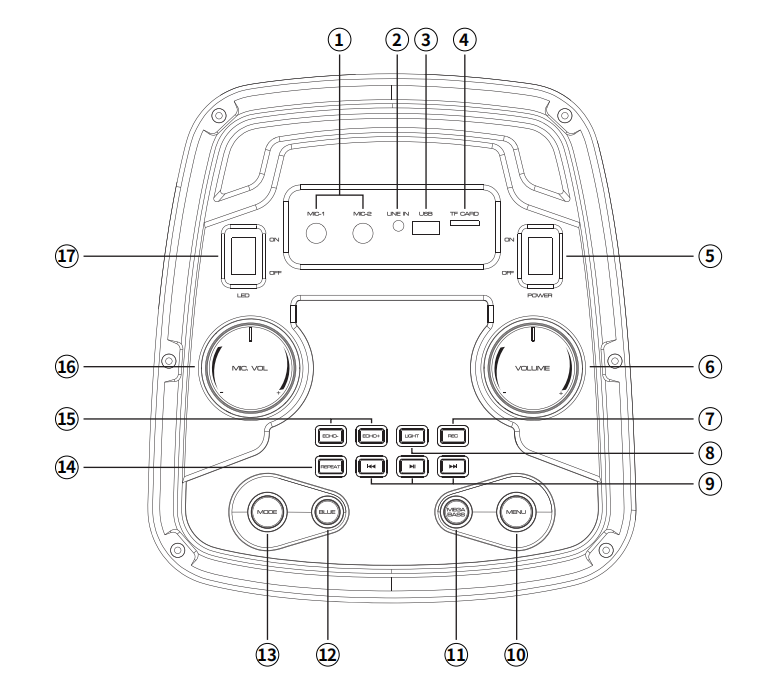 ① ② ③ ④
MIC-1 MIC-2 LINE IN USB TF CARD
ON ON
⑰ ⑤
OFF OFF
LED POWER
⑯ MIC. VOL VOLUME ⑥
- + - +
⑮ ⑦
ECHO- ECHO+ LIGHT REC
⑧
⑭ REPEAT
⑨
MODE BLUE MEGA BASS MENU
⑬ ⑫ ⑪ ⑩